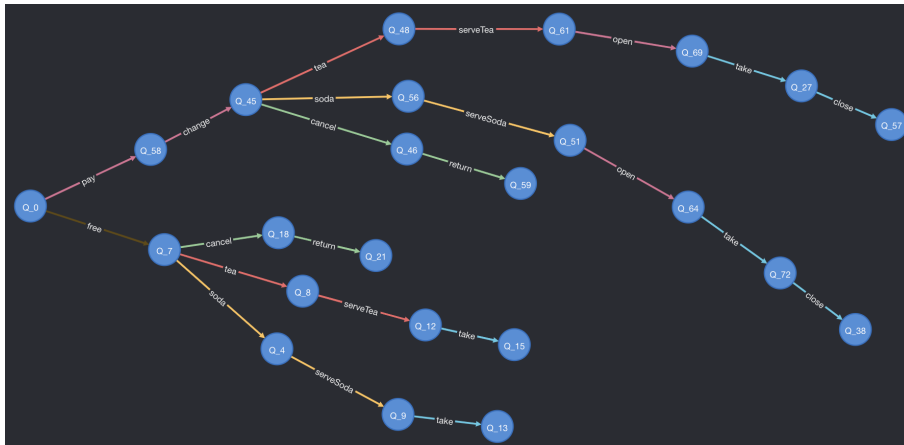 Q_48
serveTea
Q_61
open
Q_69
take
Q_27
close
Q_57
tea
Q_45
soda
Q_56
serveSoda
Q_51
open
Q_64
take
Q_72
close
Q_38
cancel
Q_46
return
Q_59
change
Q_58
pay
Q_0
free
Q_7
cancel
Q_18
return
Q_21
tea
Q_8
serveTea
Q_12
take
Q_15
soda
Q_4
serveSoda
Q_9
take
Q_13